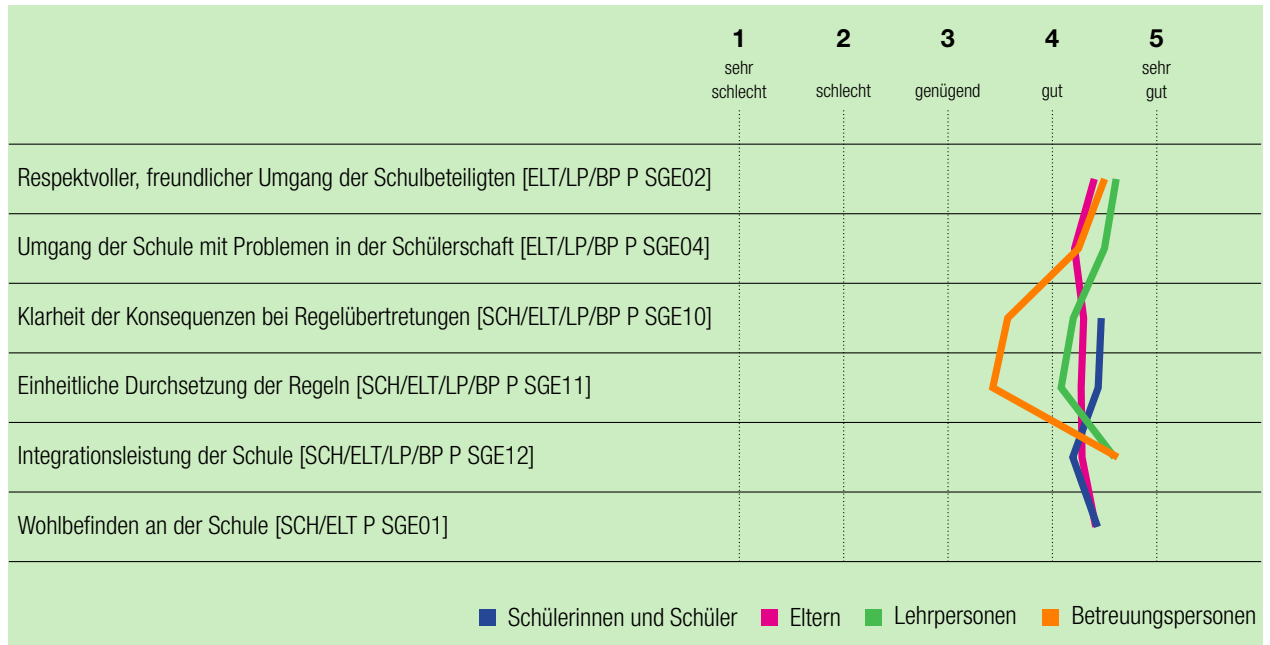 1 2 3 4 5
sehr schlecht schlecht genügend gut sehr gut
Respektvoller, freundlicher Umgang der Schulbeteiligten [ELT/LP/BP P SGE02]
Umgang der Schule mit Problemen in der Schülerschaft [ELT/LP/BP P SGE04]
Klarheit der Konsequenzen bei Regelübertretungen [SCH/ELT/LP/BP P SGE10]
Einheitliche Durchsetzung der Regeln [SCH/ELT/LP/BP P SGE11]
Integrationsleistung der Schule [SCH/ELT/LP/BP P SGE12]
Wohlbefinden an der Schule [SCH/ELT P SGE01]
Schülerinnen und Schüler Eltern Lehrpersonen Betreuungspersonen